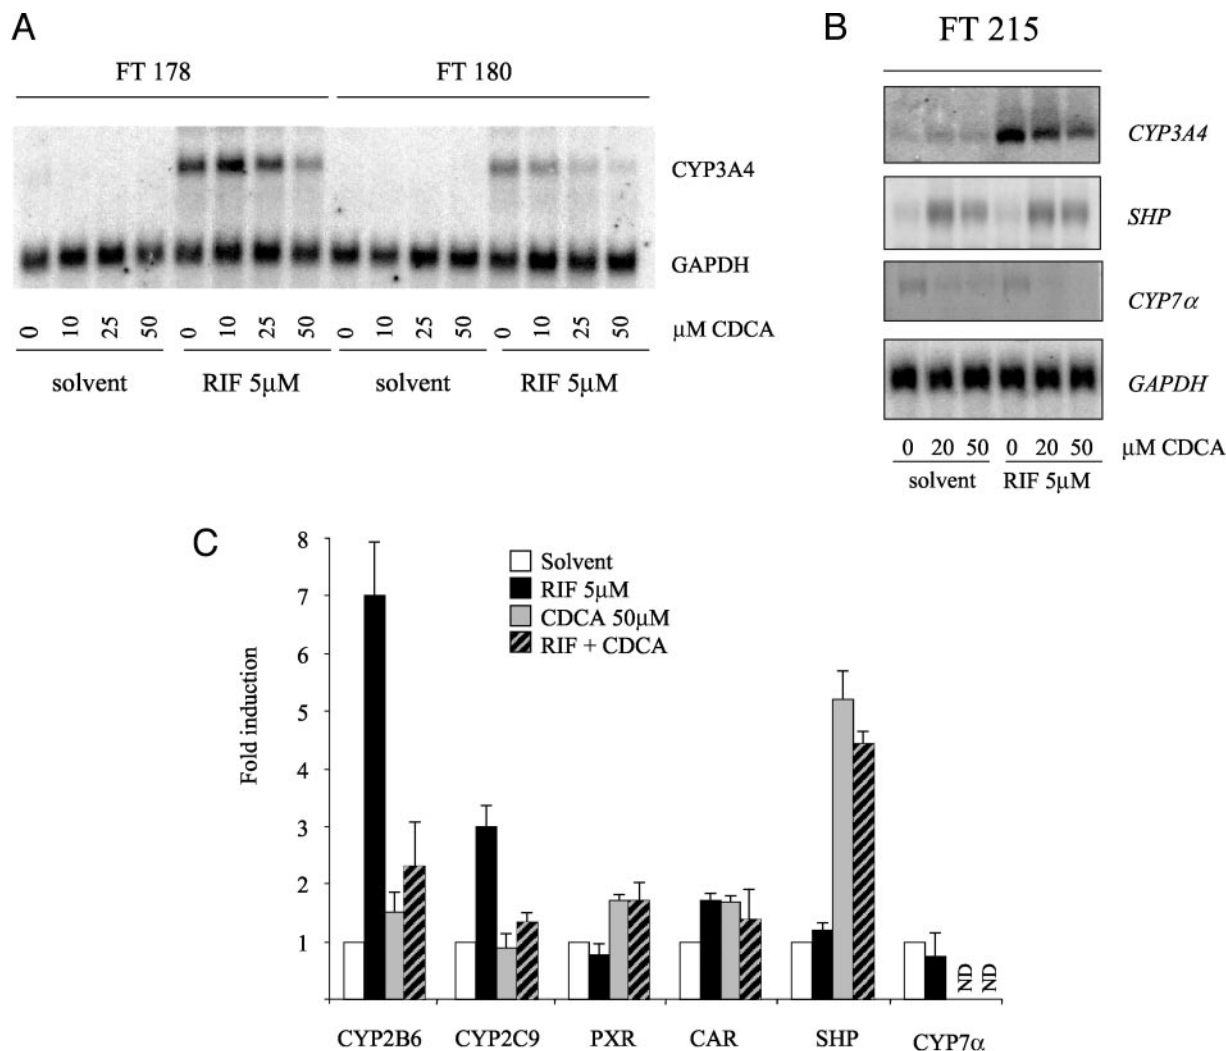 A
FT 178
FT 180
CYP3A4
GAPDH
0 10 25 50 0 10 25 50 0 10 25 50 0 10 25 50 μM CDCA
solvent RIF 5μM solvent RIF 5μM
B
FT 215
CYP3A4
SHP
CYP7α
GAPDH
0 20 50 0 20 50 μM CDCA
solvent RIF 5μM
C
Fold induction
8
7
6
5
4
3
2
1
Solvent
RIF 5μM
CDCA 50μM
RIF + CDCA
ND ND
CYP2B6 CYP2C9 PXR CAR SHP CYP7α